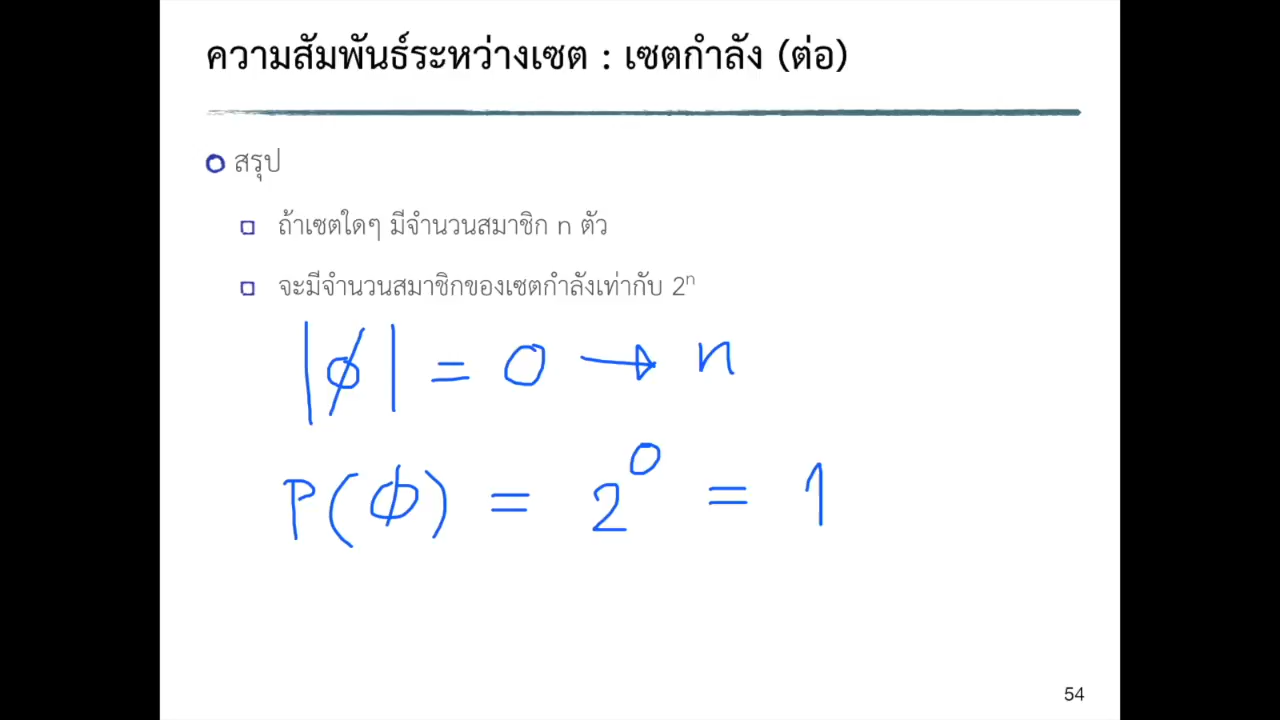 ความสัมพันธ์ระหว่างเซต : เซตกำลัง (ต่อ)
สรุป
ถ้าเซตใดๆ มีจำนวนสมาชิก n ตัว
จะมีจำนวนสมาชิกของเซตกำลังเท่ากับ 2ⁿ
|ϕ| = 0 → n
P(ϕ) = 2⁰ = 1
54